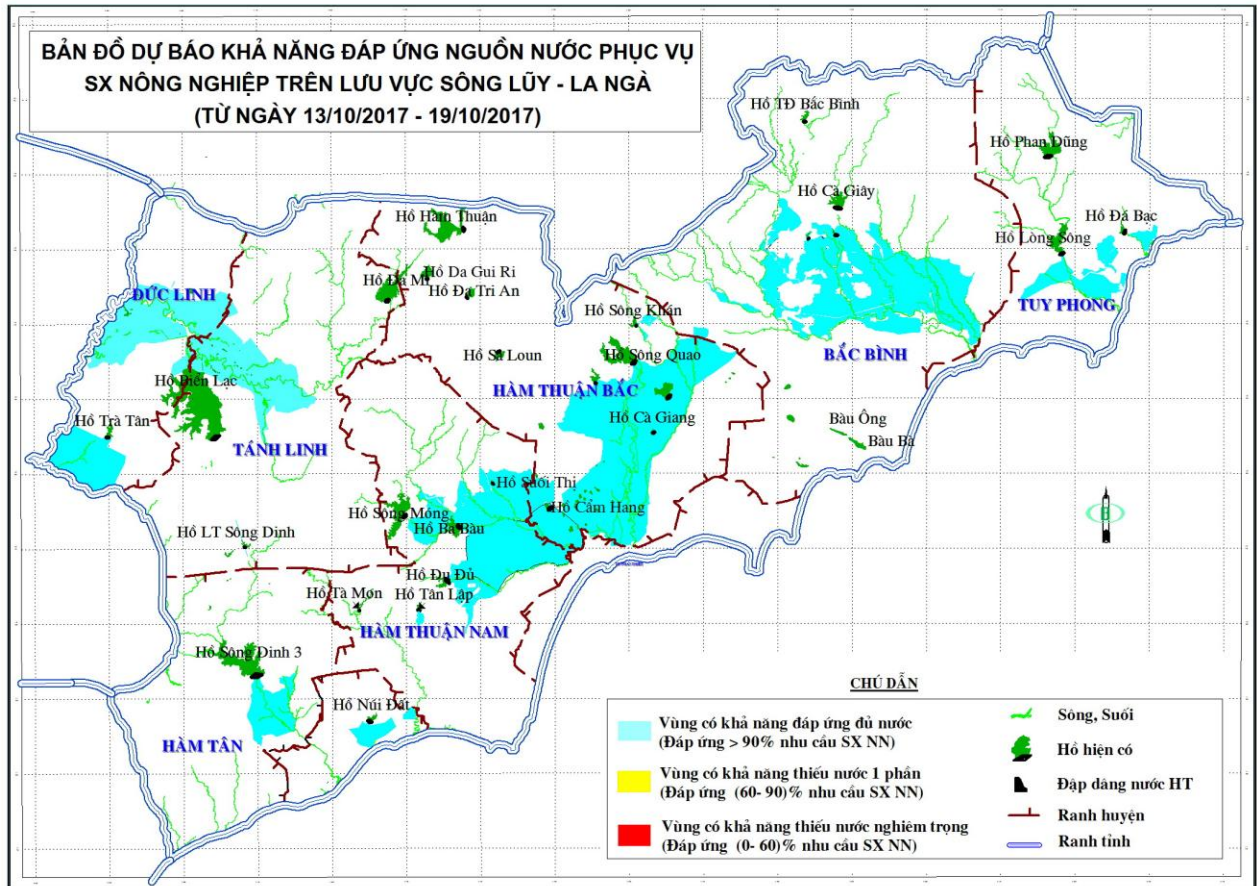 BẢN ĐỒ DỰ BÁO KHẢ NĂNG ĐÁP ỨNG NGUỒN NƯỚC PHỤC VỤ
SX NÔNG NGHIỆP TRÊN LƯU VỰC SÔNG LŨY - LA NGÀ
(TỪ NGÀY 13/10/2017 - 19/10/2017)
Hồ TĐ Bắc Bình
Hồ Phan Dũng
Hồ Cà Giây
Hồ Hàm Thuận
Hồ Đá Bạc
Hồ Lòng Sông
Hồ Da Gui Ri
Hồ Đa Mi
Hồ Đa Tri An
ĐỨC LINH
TUY PHONG
Hồ Sông Khán
Hồ Sa Loun
Hồ Sông Quao
BẮC BÌNH
Hồ Biển Lạc
HÀM THUẬN BẮC
Hồ Trà Tân
Hồ Cà Giang
Bàu Ông
Bàu Bà
TÁNH LINH
Hồ Suối Thị
Hồ Sông Móng
Hồ Cẩm Hang
Hồ Ba Bàu
Hồ LT Sông Dinh
Hồ Đu Đủ
Hồ Tà Mon
Hồ Tân Lập
HÀM THUẬN NAM
Hồ Sông Dinh 3
Hồ Núi Đất
HÀM TÂN
CHÚ DẪN
Vùng có khả năng đáp ứng đủ nước
(Đáp ứng > 90% nhu cầu SX NN)
Vùng có khả năng thiếu nước 1 phần
(Đáp ứng (60- 90)% nhu cầu SX NN)
Vùng có khả năng thiếu nước nghiêm trọng
(Đáp ứng (0- 60)% nhu cầu SX NN)
Sông, Suối
Hồ hiện có
Đập dâng nước HT
Ranh huyện
Ranh tỉnh